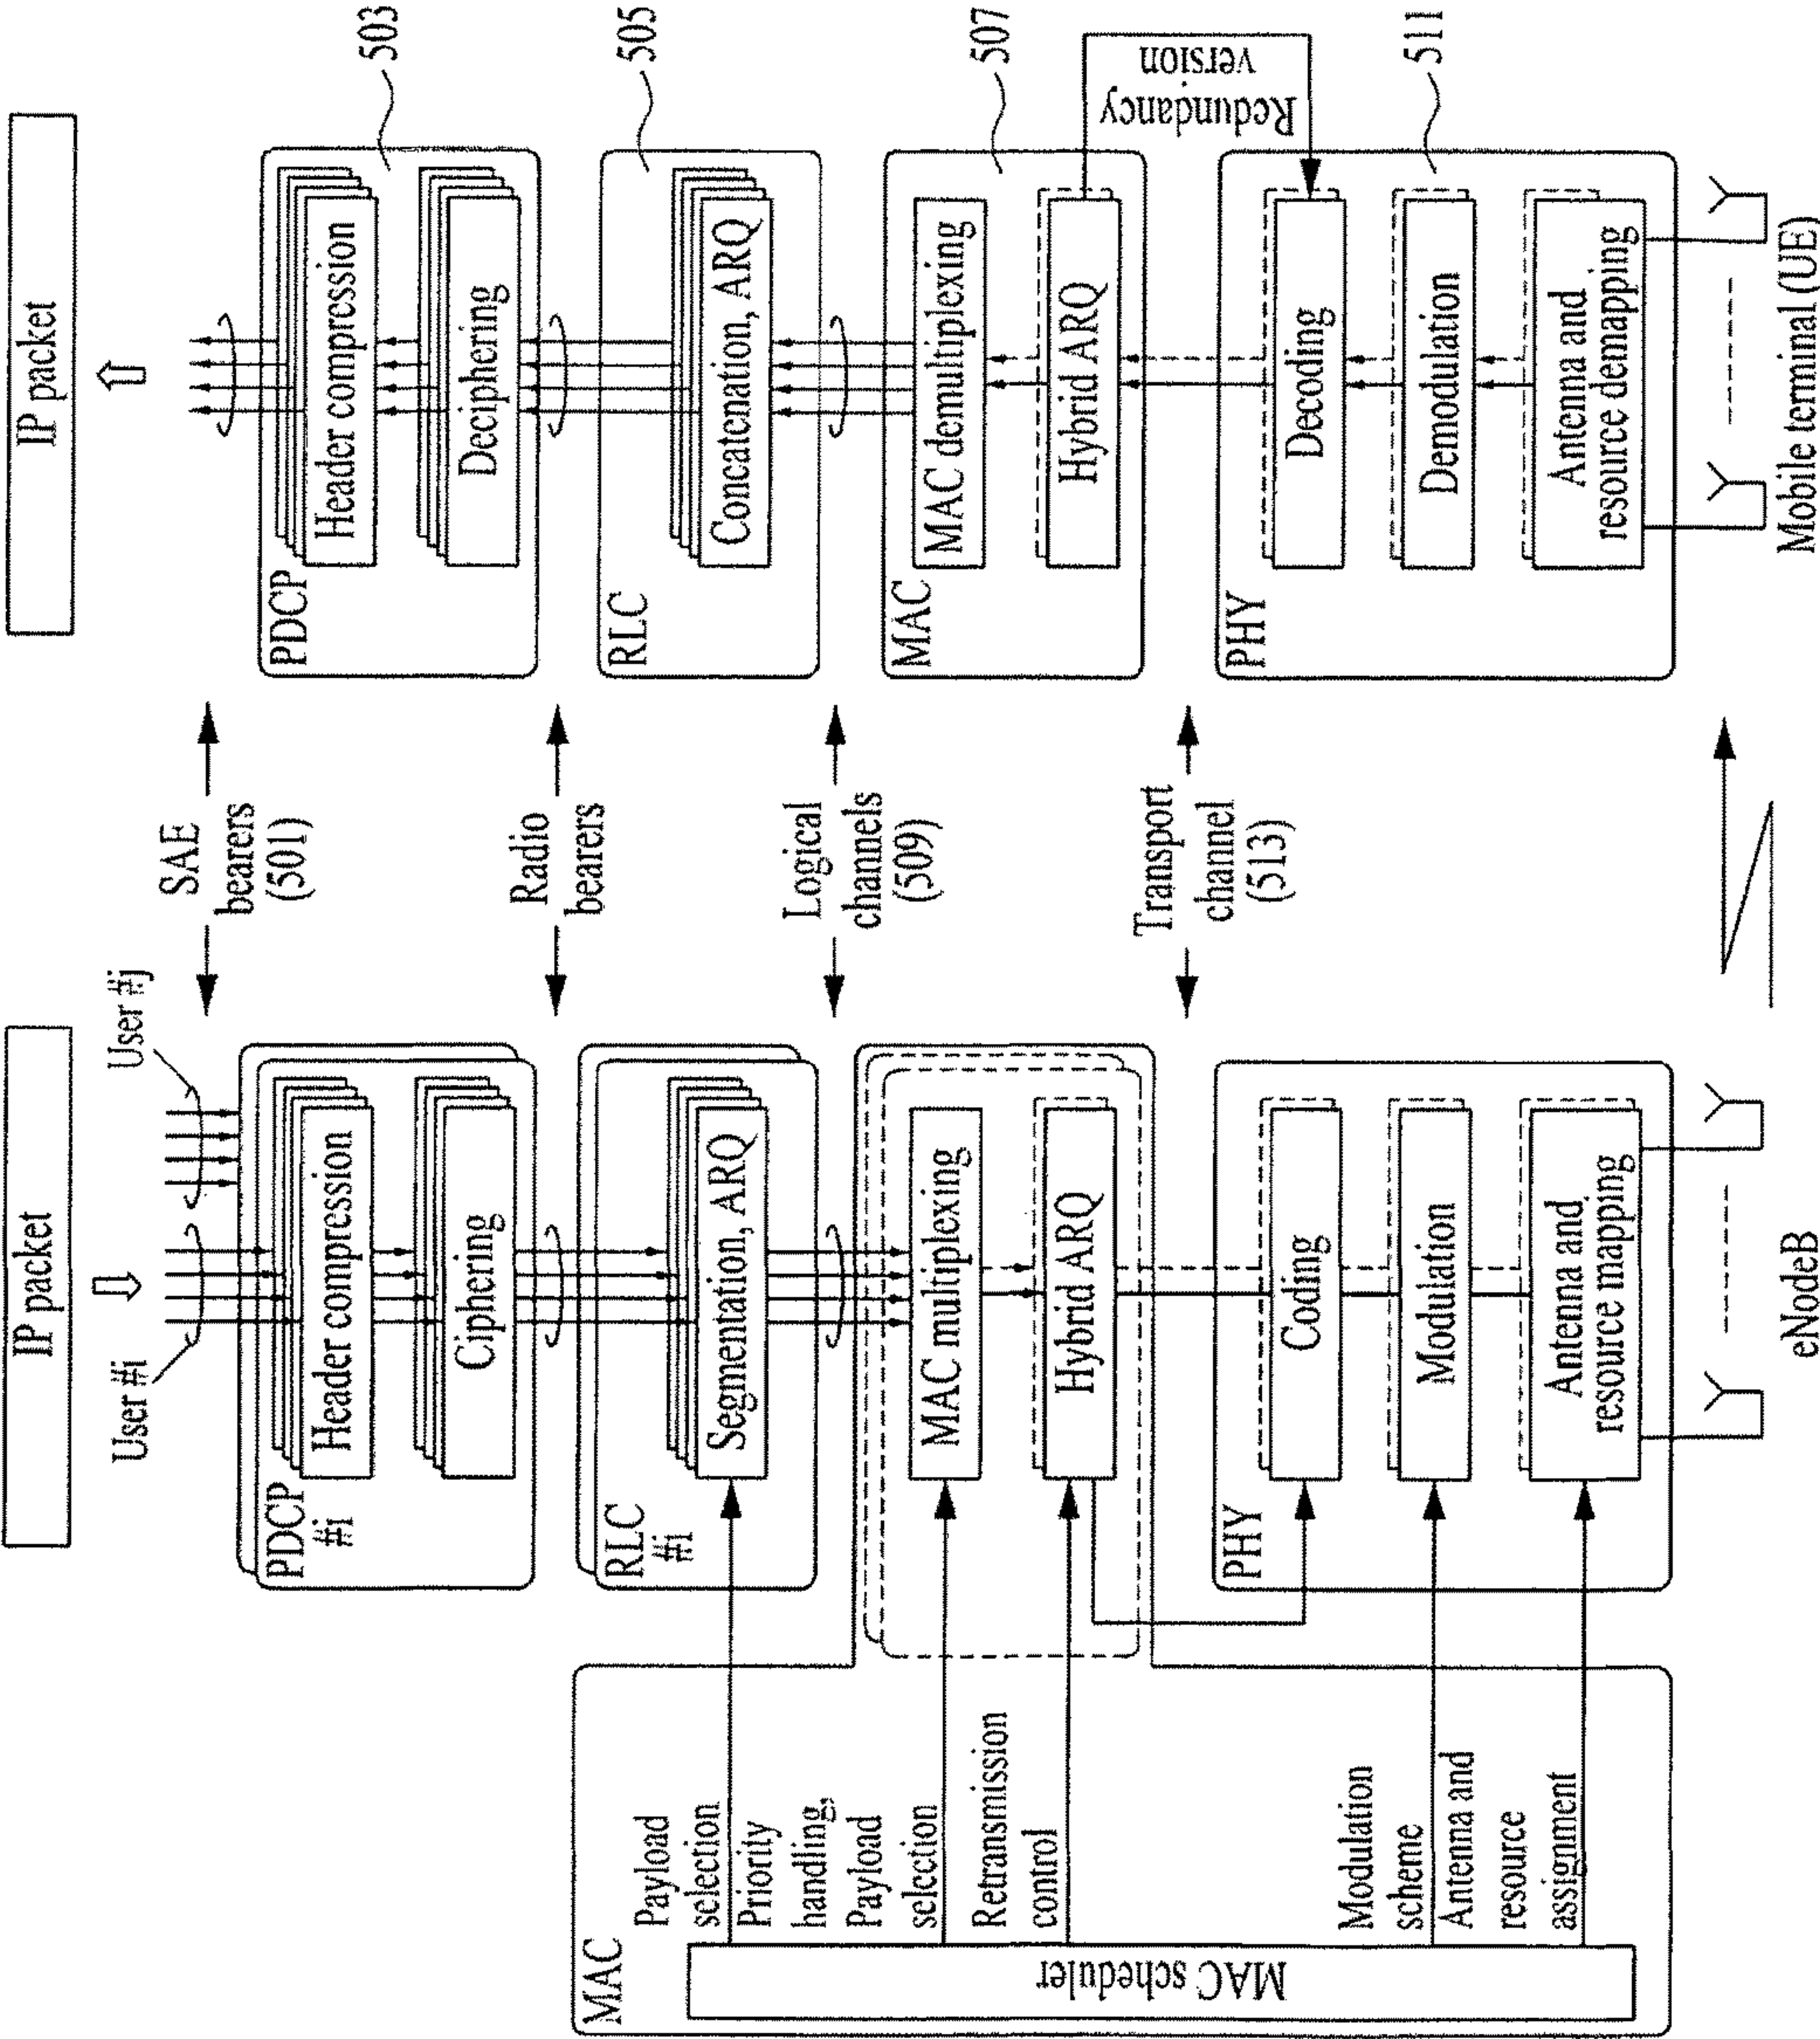 IP packet
User #i
User #j
PDCP
#i
Header compression
Ciphering
RLC
#i
Segmentation, ARQ
MAC
MAC scheduler
Payload
selection
Priority
handling,
Payload
selcction
Retransmission
control
Modulation
scheme
Antenna and
resource
assignment
MAC multiplexing
Hybrid ARQ
PHY
Coding
Modulation
Antenna and
resource mapping
eNodeB
SAE
bearers
(501)
Radio
bearers
Logical
channels
(509)
Transport
channel
(513)
IP packet
PDCP
Header compression
Deciphering
503
RLC
Concatenation, ARQ
505
MAC
MAC demultiplexing
Hybrid ARQ
507
Redundancy
version
PHY
Decoding
Demodulation
Antenna and
resource demapping
511
Mobile terminal (UE)